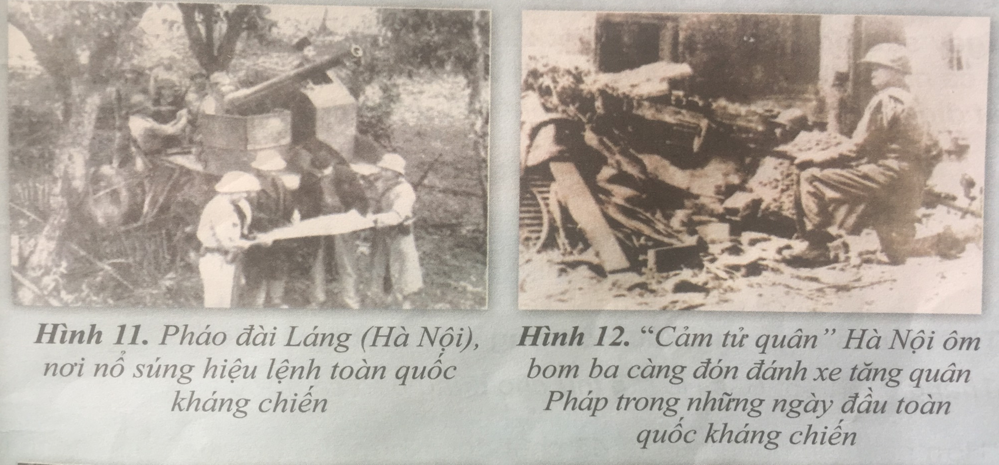 Hình 11. Pháo đài Láng (Hà Nội),
nơi nổ súng hiệu lệnh toàn quốc
kháng chiến
Hình 12. “Cảm tử quân” Hà Nội ôm
bom ba càng đón đánh xe tăng quân
Pháp trong những ngày đầu toàn
quốc kháng chiến